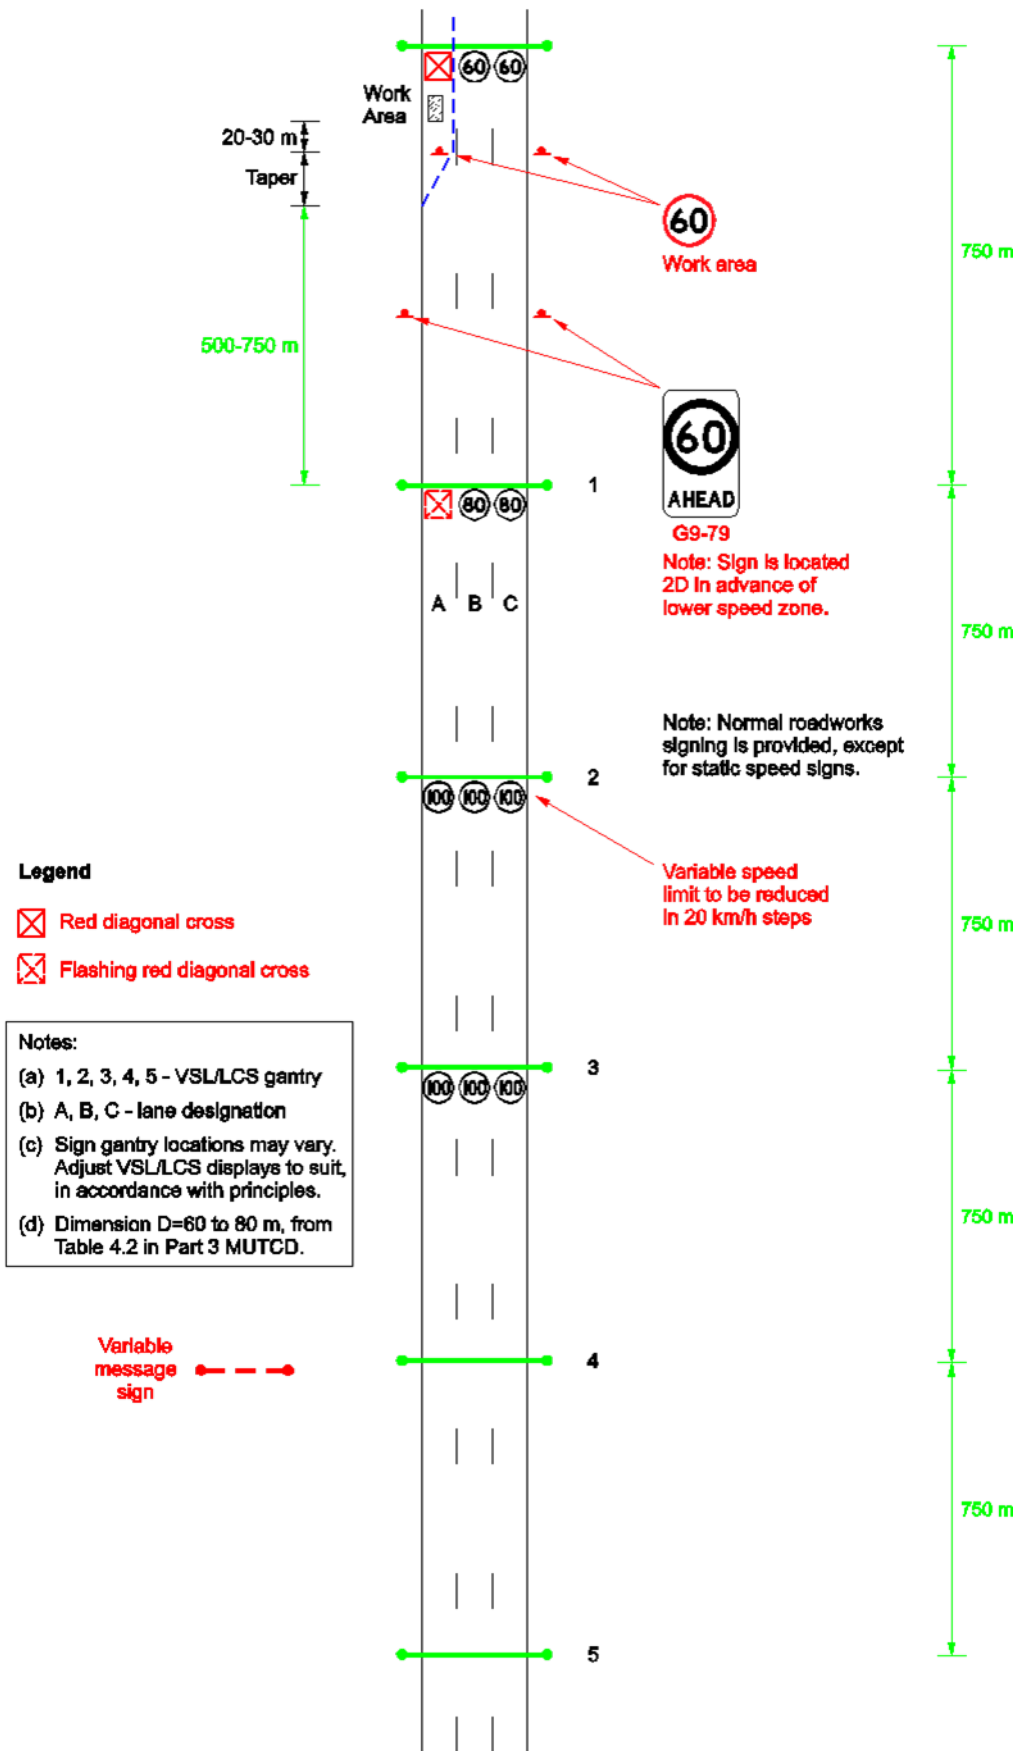 60 60
Work
Area
20-30 m
Taper
60
Work area
750 m
500-750 m
60
AHEAD
G9-79
Note: Sign is located
2D in advance of
lower speed zone.
1
80 80
A B C
750 m
Note: Normal roadworks
signing is provided, except
for static speed signs.
2
100 100 100
Variable speed
limit to be reduced
in 20 km/h steps
750 m
Legend
Red diagonal cross
Flashing red diagonal cross
Notes:
(a) 1, 2, 3, 4, 5 - VSL/LCS gantry
(b) A, B, C - lane designation
(c) Sign gantry locations may vary.
Adjust VSL/LCS displays to suit,
in accordance with principles.
(d) Dimension D=60 to 80 m, from
Table 4.2 in Part 3 MUTCD.
3
100 100 100
750 m
Variable
message
sign
4
750 m
5